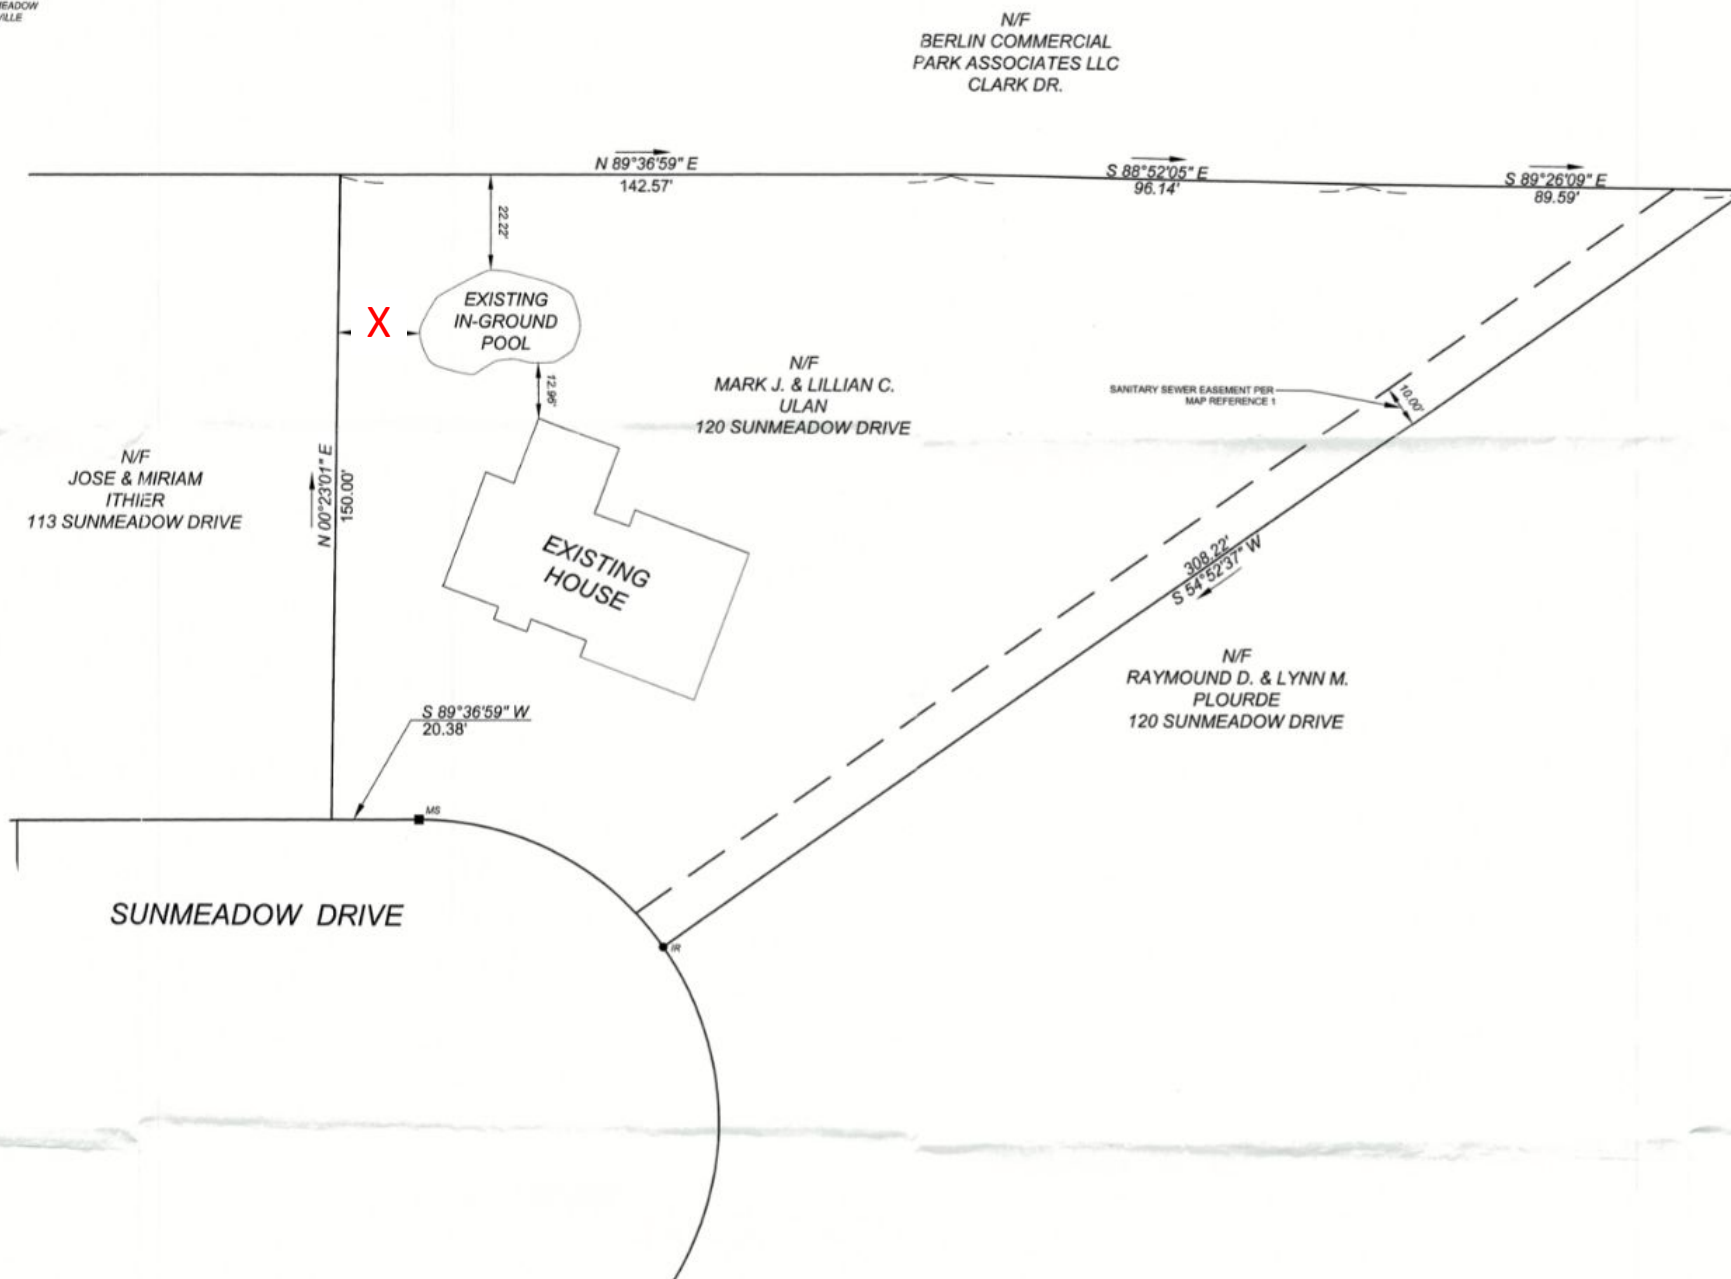 N/F
BERLIN COMMERCIAL
PARK ASSOCIATES LLC
CLARK DR.
N 89°36'59" E
142.57'
S 88°52'05" E
96.14'
S 89°26'09" E
89.59'
22.22'
EXISTING
IN-GROUND
POOL
X
12.96'
N/F
MARK J. & LILLIAN C.
ULAN
120 SUNMEADOW DRIVE
SANITARY SEWER EASEMENT PER
MAP REFERENCE 1
10.00'
N/F
JOSE & MIRIAM
ITHIER
113 SUNMEADOW DRIVE
N 00°23'01" E
150.00'
EXISTING
HOUSE
308.22'
S 54°52'37" W
N/F
RAYMOUND D. & LYNN M.
PLOURDE
120 SUNMEADOW DRIVE
S 89°36'59" W
20.38'
MS
SUNMEADOW DRIVE
IR